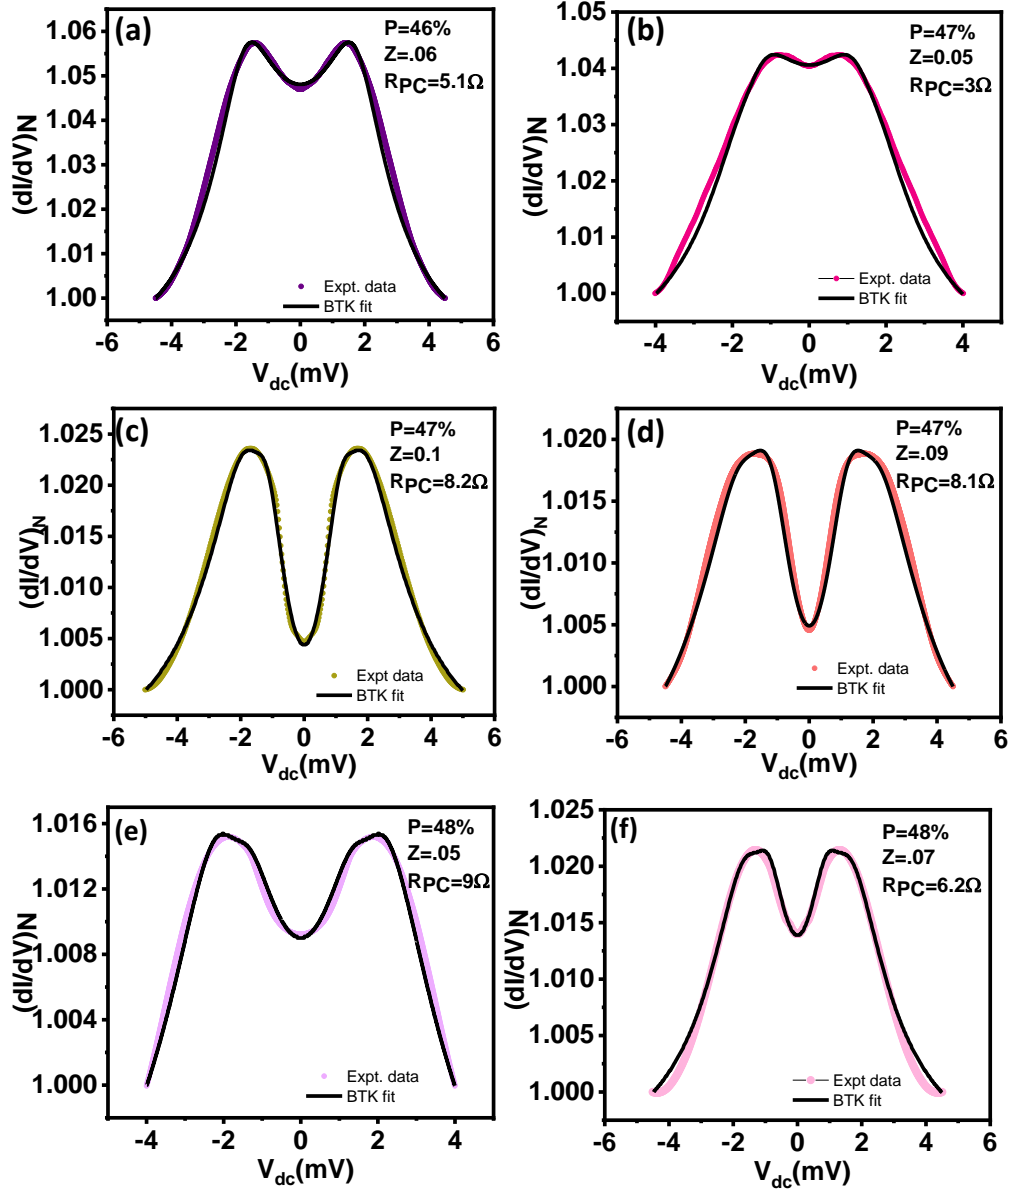 (a)
P=46%
Z=.06
RPC=5.1Ω
(dI/dV)N
1.06
1.05
1.04
1.03
1.02
1.01
1.00
Expt. data
BTK fit
-6 -4 -2 0 2 4 6
Vdc(mV)
(b)
P=47%
Z=0.05
RPC=3Ω
(dI/dV)N
1.05
1.04
1.03
1.02
1.01
1.00
Expt. data
BTK fit
-4 -2 0 2 4
Vdc(mV)
(c)
P=47%
Z=0.1
RPC=8.2Ω
(dI/dV)N
1.025
1.020
1.015
1.010
1.005
1.000
Expt data
BTK fit
-6 -4 -2 0 2 4 6
Vdc(mV)
(d)
P=47%
Z=.09
RPC=8.1Ω
(dI/dV)N
1.020
1.015
1.010
1.005
1.000
Expt. data
BTK fit
-6 -4 -2 0 2 4 6
Vdc(mV)
(e)
P=48%
Z=.05
RPC=9Ω
(dI/dV)N
1.016
1.012
1.008
1.004
1.000
Expt. data
BTK fit
-4 -2 0 2 4
Vdc(mV)
(f)
P=48%
Z=.07
RPC=6.2Ω
(dI/dV)N
1.025
1.020
1.015
1.010
1.005
1.000
Expt data
BTK fit
-6 -4 -2 0 2 4 6
Vdc(mV)